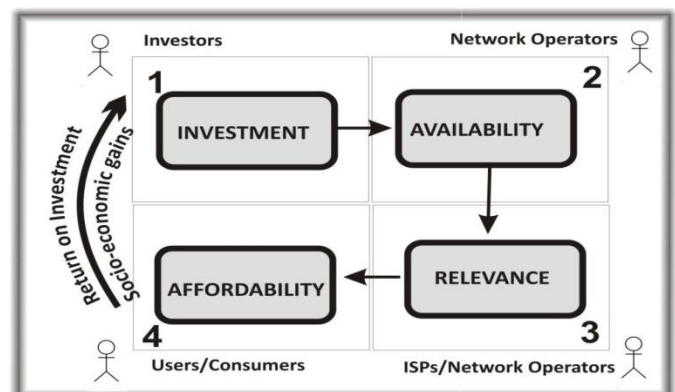 Investors
Network Operators
1
2
INVESTMENT
AVAILABILITY
Return on Investment
Socio-economic gains
AFFORDABILITY
RELEVANCE
4
3
Users/Consumers
ISPs/Network Operators